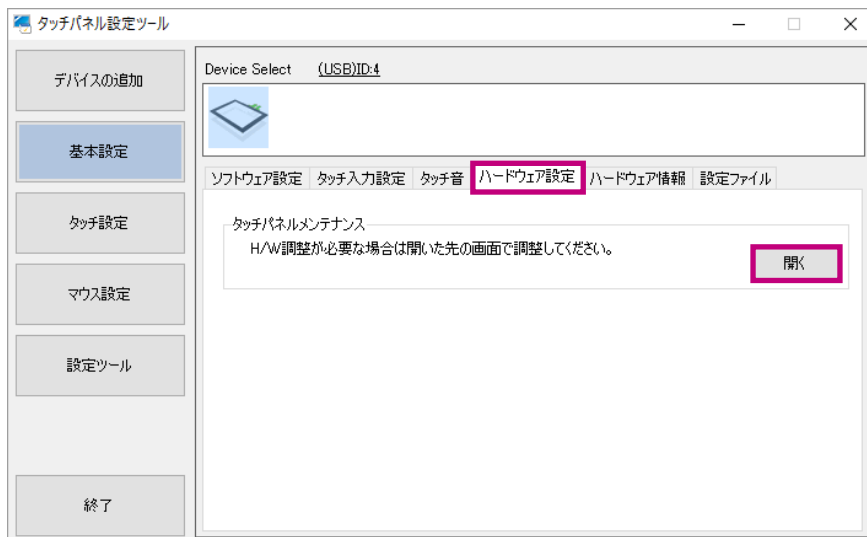 タッチパネル設定ツール
デバイスの追加
基本設定
タッチ設定
マウス設定
設定ツール
終了
Device Select (USB)ID:4
ソフトウェア設定 タッチ入力設定 タッチ音 ハードウェア設定 ハードウェア情報 設定ファイル
タッチパネルメンテナンス
H/W調整が必要な場合は開いた先の画面で調整してください。
開く